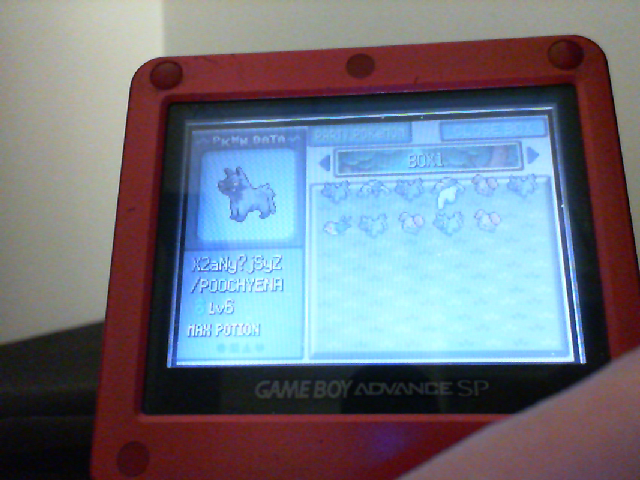 PKMN DATA
PARTY POKéMON
CLOSE BOX
BOX1
X2aNy?jSyZ
/POOCHYENA
Lv6
MAX POTION
GAME BOY ADVANCE SP